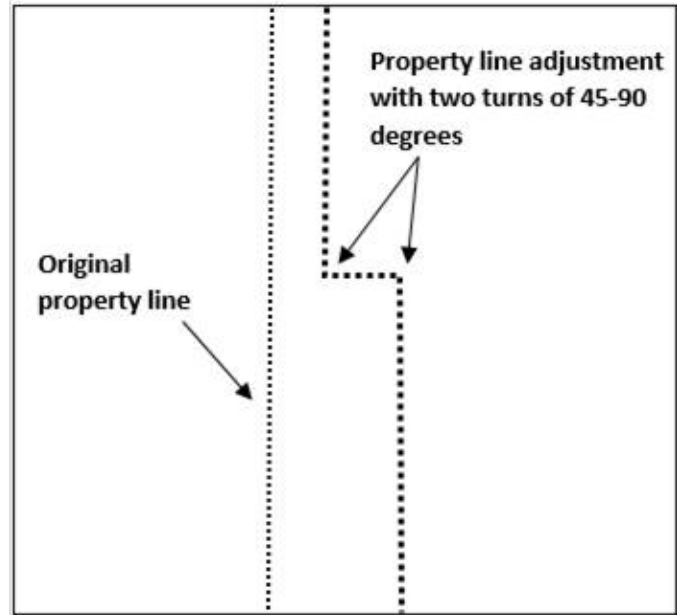 Property line adjustment
with two turns of 45-90
degrees
Original
property line